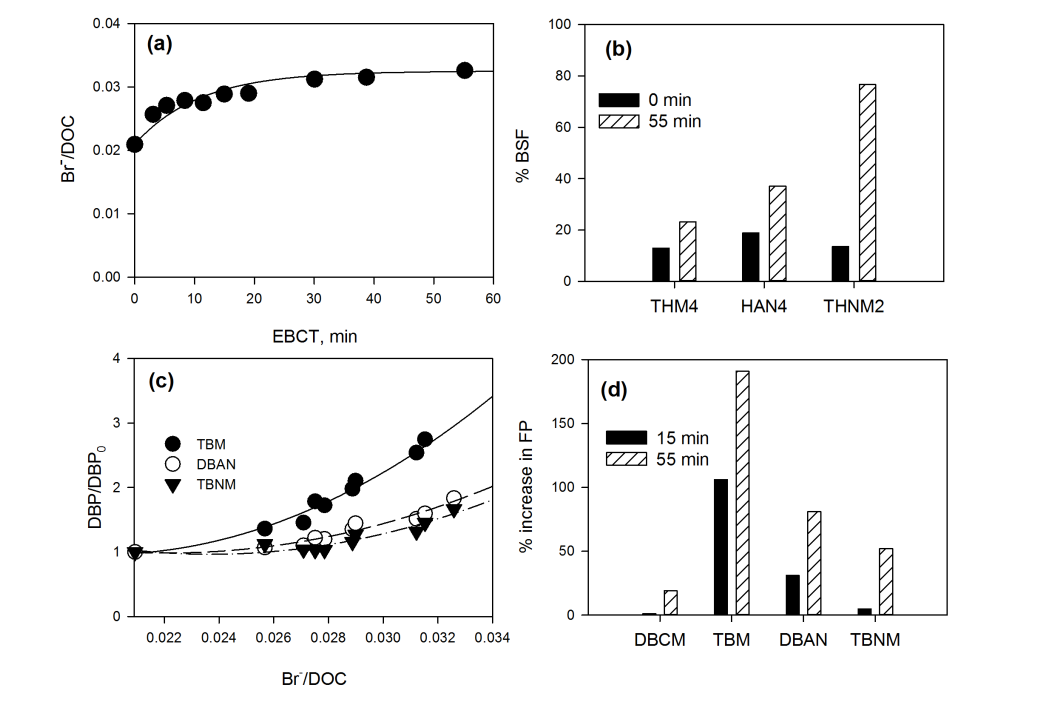 (a)
0.04
0.03
0.02
0.01
0.00
Br⁻/DOC
0 10 20 30 40 50 60
EBCT, min
(b)
100
80
60
40
20
0
% BSF
0 min
55 min
THM4 HAN4 THNM2
(c)
4
3
2
1
0
DBP/DBP₀
TBM
DBAN
TBNM
0.022 0.024 0.026 0.028 0.030 0.032 0.034
Br⁻/DOC
(d)
200
150
100
50
0
% increase in FP
15 min
55 min
DBCM TBM DBAN TBNM